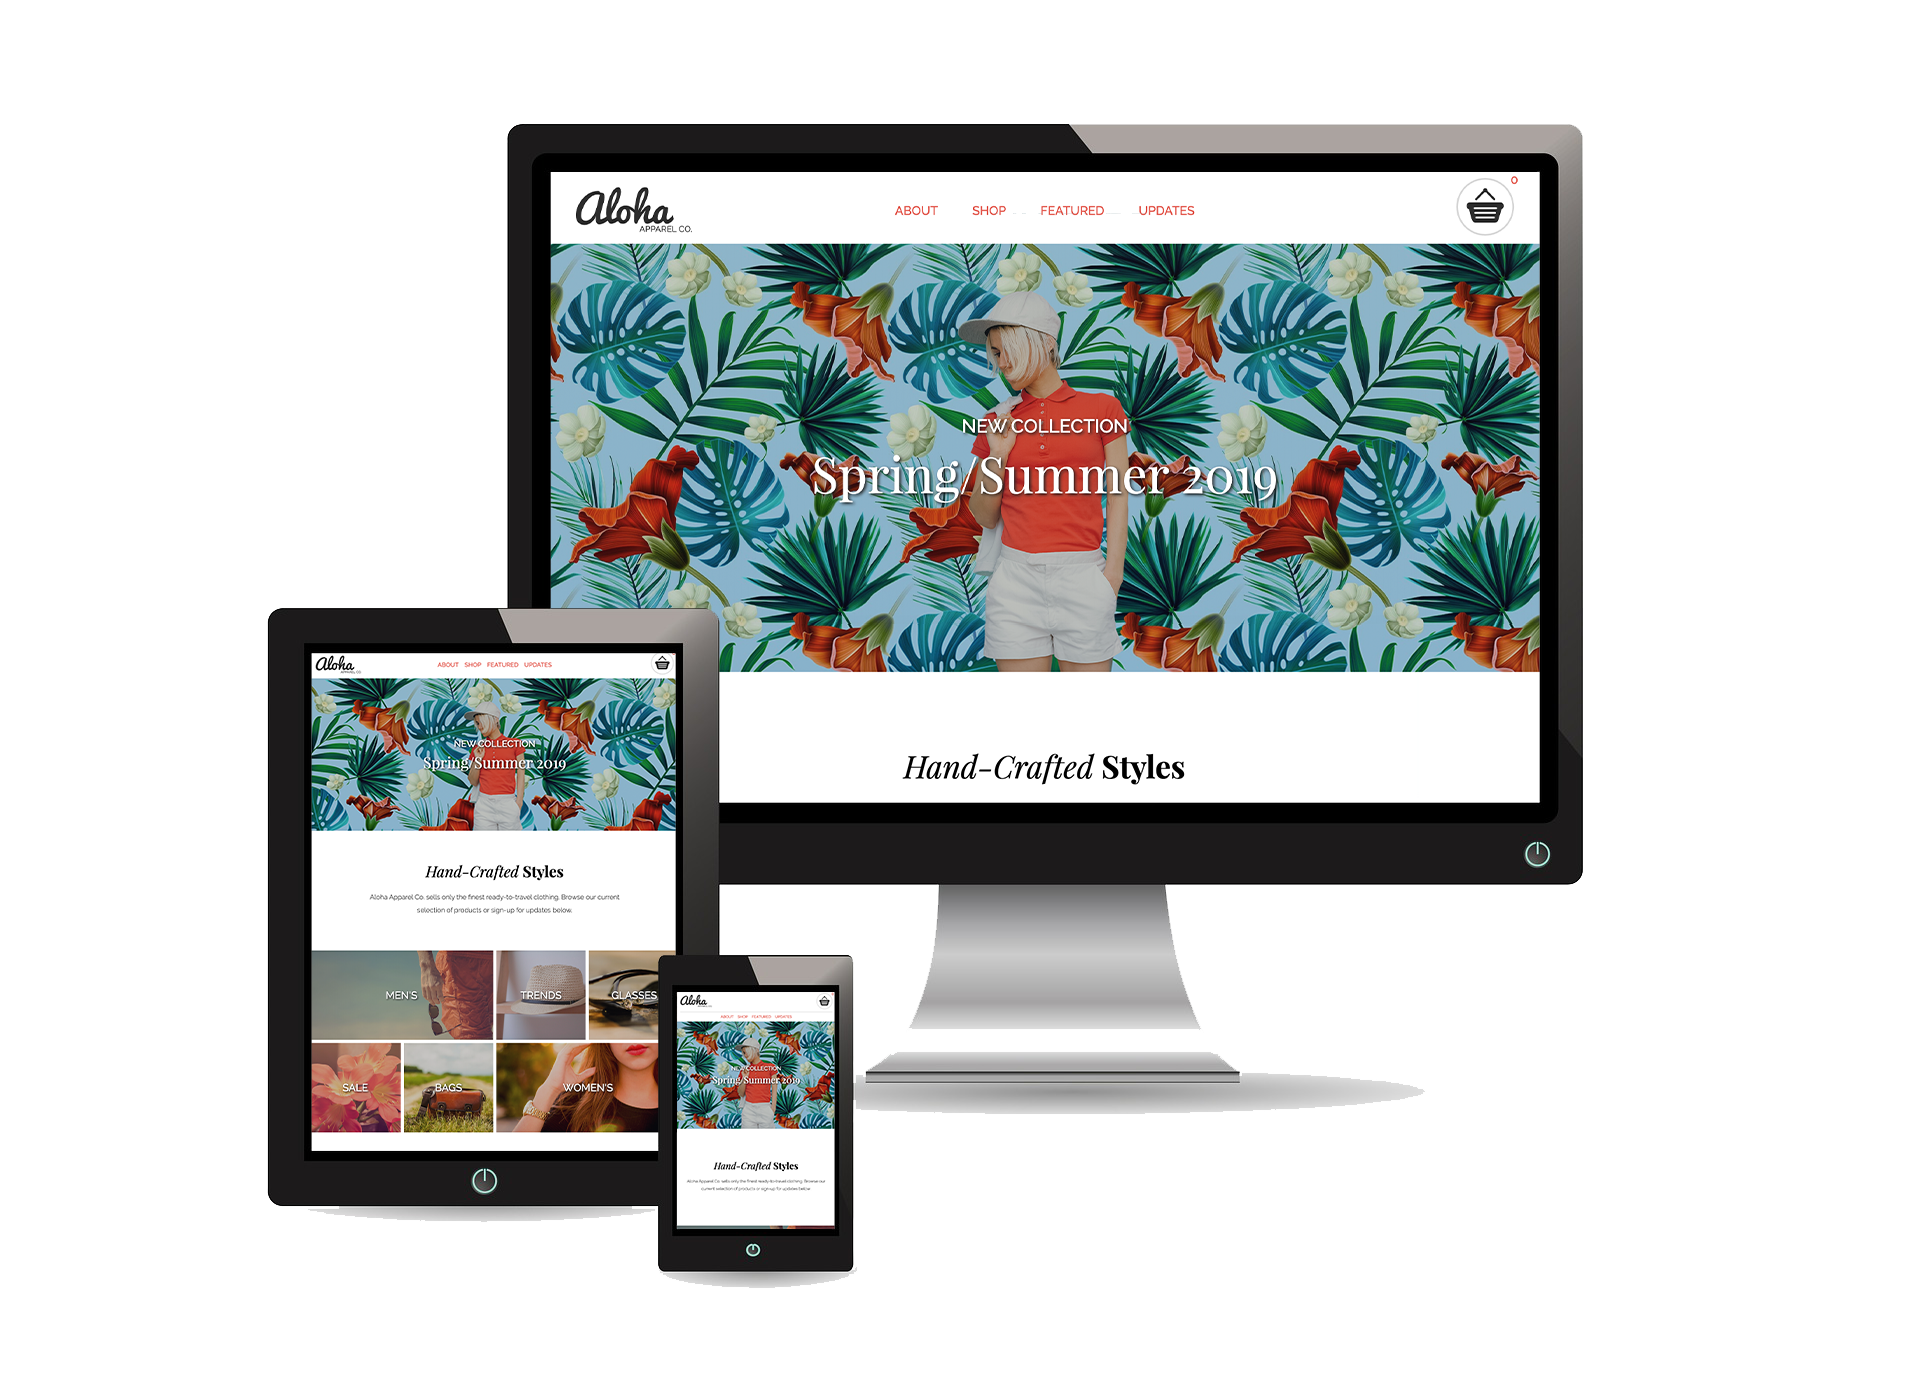 Aloha
APPAREL CO.
ABOUT SHOP FEATURED UPDATES
0
NEW COLLECTION
Spring/Summer 2019
Hand-Crafted Styles
Aloha
APPAREL CO.
ABOUT SHOP FEATURED UPDATES
NEW COLLECTION
Spring/Summer 2019
Hand-Crafted Styles
Aloha Apparel Co. sells only the finest ready-to-travel clothing. Browse our current
selection of products or sign-up for updates below.
MEN'S TRENDS GLASSES
SALE BAGS WOMEN'S
Aloha
ABOUT SHOP FEATURED UPDATES
NEW COLLECTION
Spring/Summer 2019
Hand-Crafted Styles
Aloha Apparel Co. sells only the finest ready-to-travel clothing. Browse our
current selection of products or sign-up for updates below.